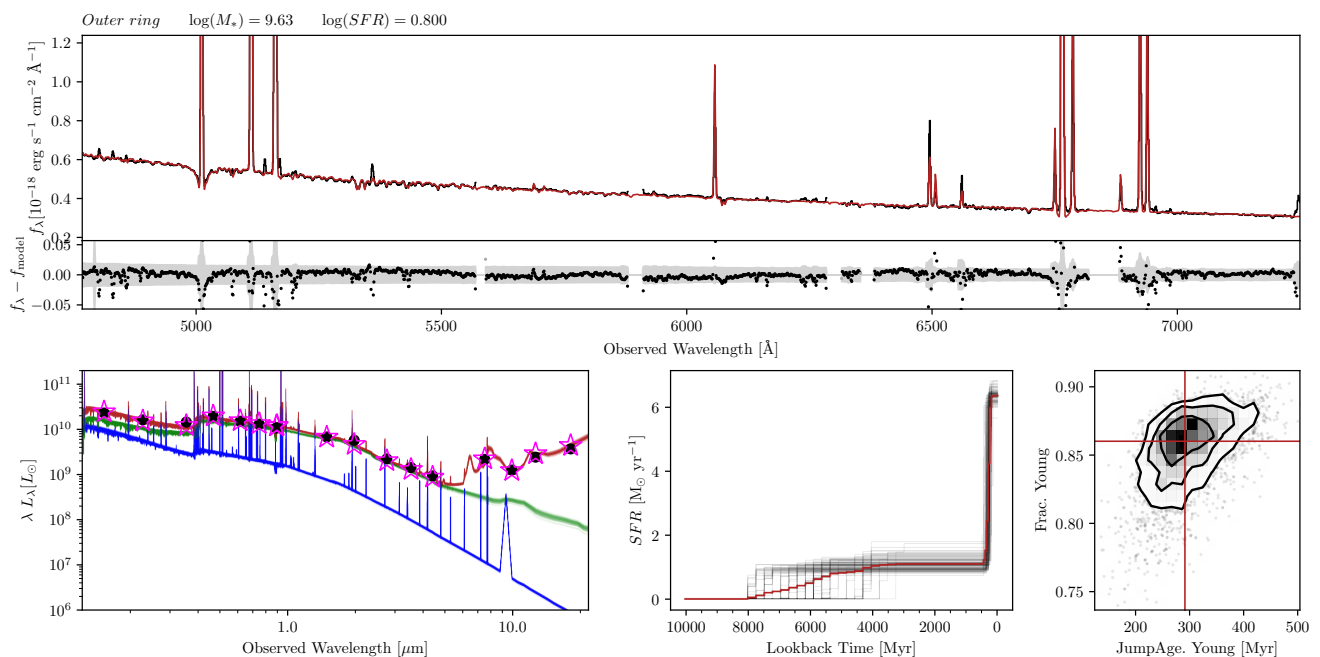 Outer ring log(M∗) = 9.63 log(SFR) = 0.800
1.2
1.0
0.8
0.6
0.4
0.2
fλ[10⁻¹⁸ erg s⁻¹ cm⁻² Å⁻¹]
0.05
0.00
−0.05
fλ − fmodel
5000 5500 6000 6500 7000
Observed Wavelength [Å]
10¹¹
10¹⁰
10⁹
10⁸
10⁷
10⁶
λ Lλ[L⊙]
1.0 10.0
Observed Wavelength [μm]
6
4
2
0
SFR [M⊙ yr⁻¹]
10000 8000 6000 4000 2000 0
Lookback Time [Myr]
0.90
0.85
0.80
0.75
Frac. Young
200 300 400 500
JumpAge. Young [Myr]